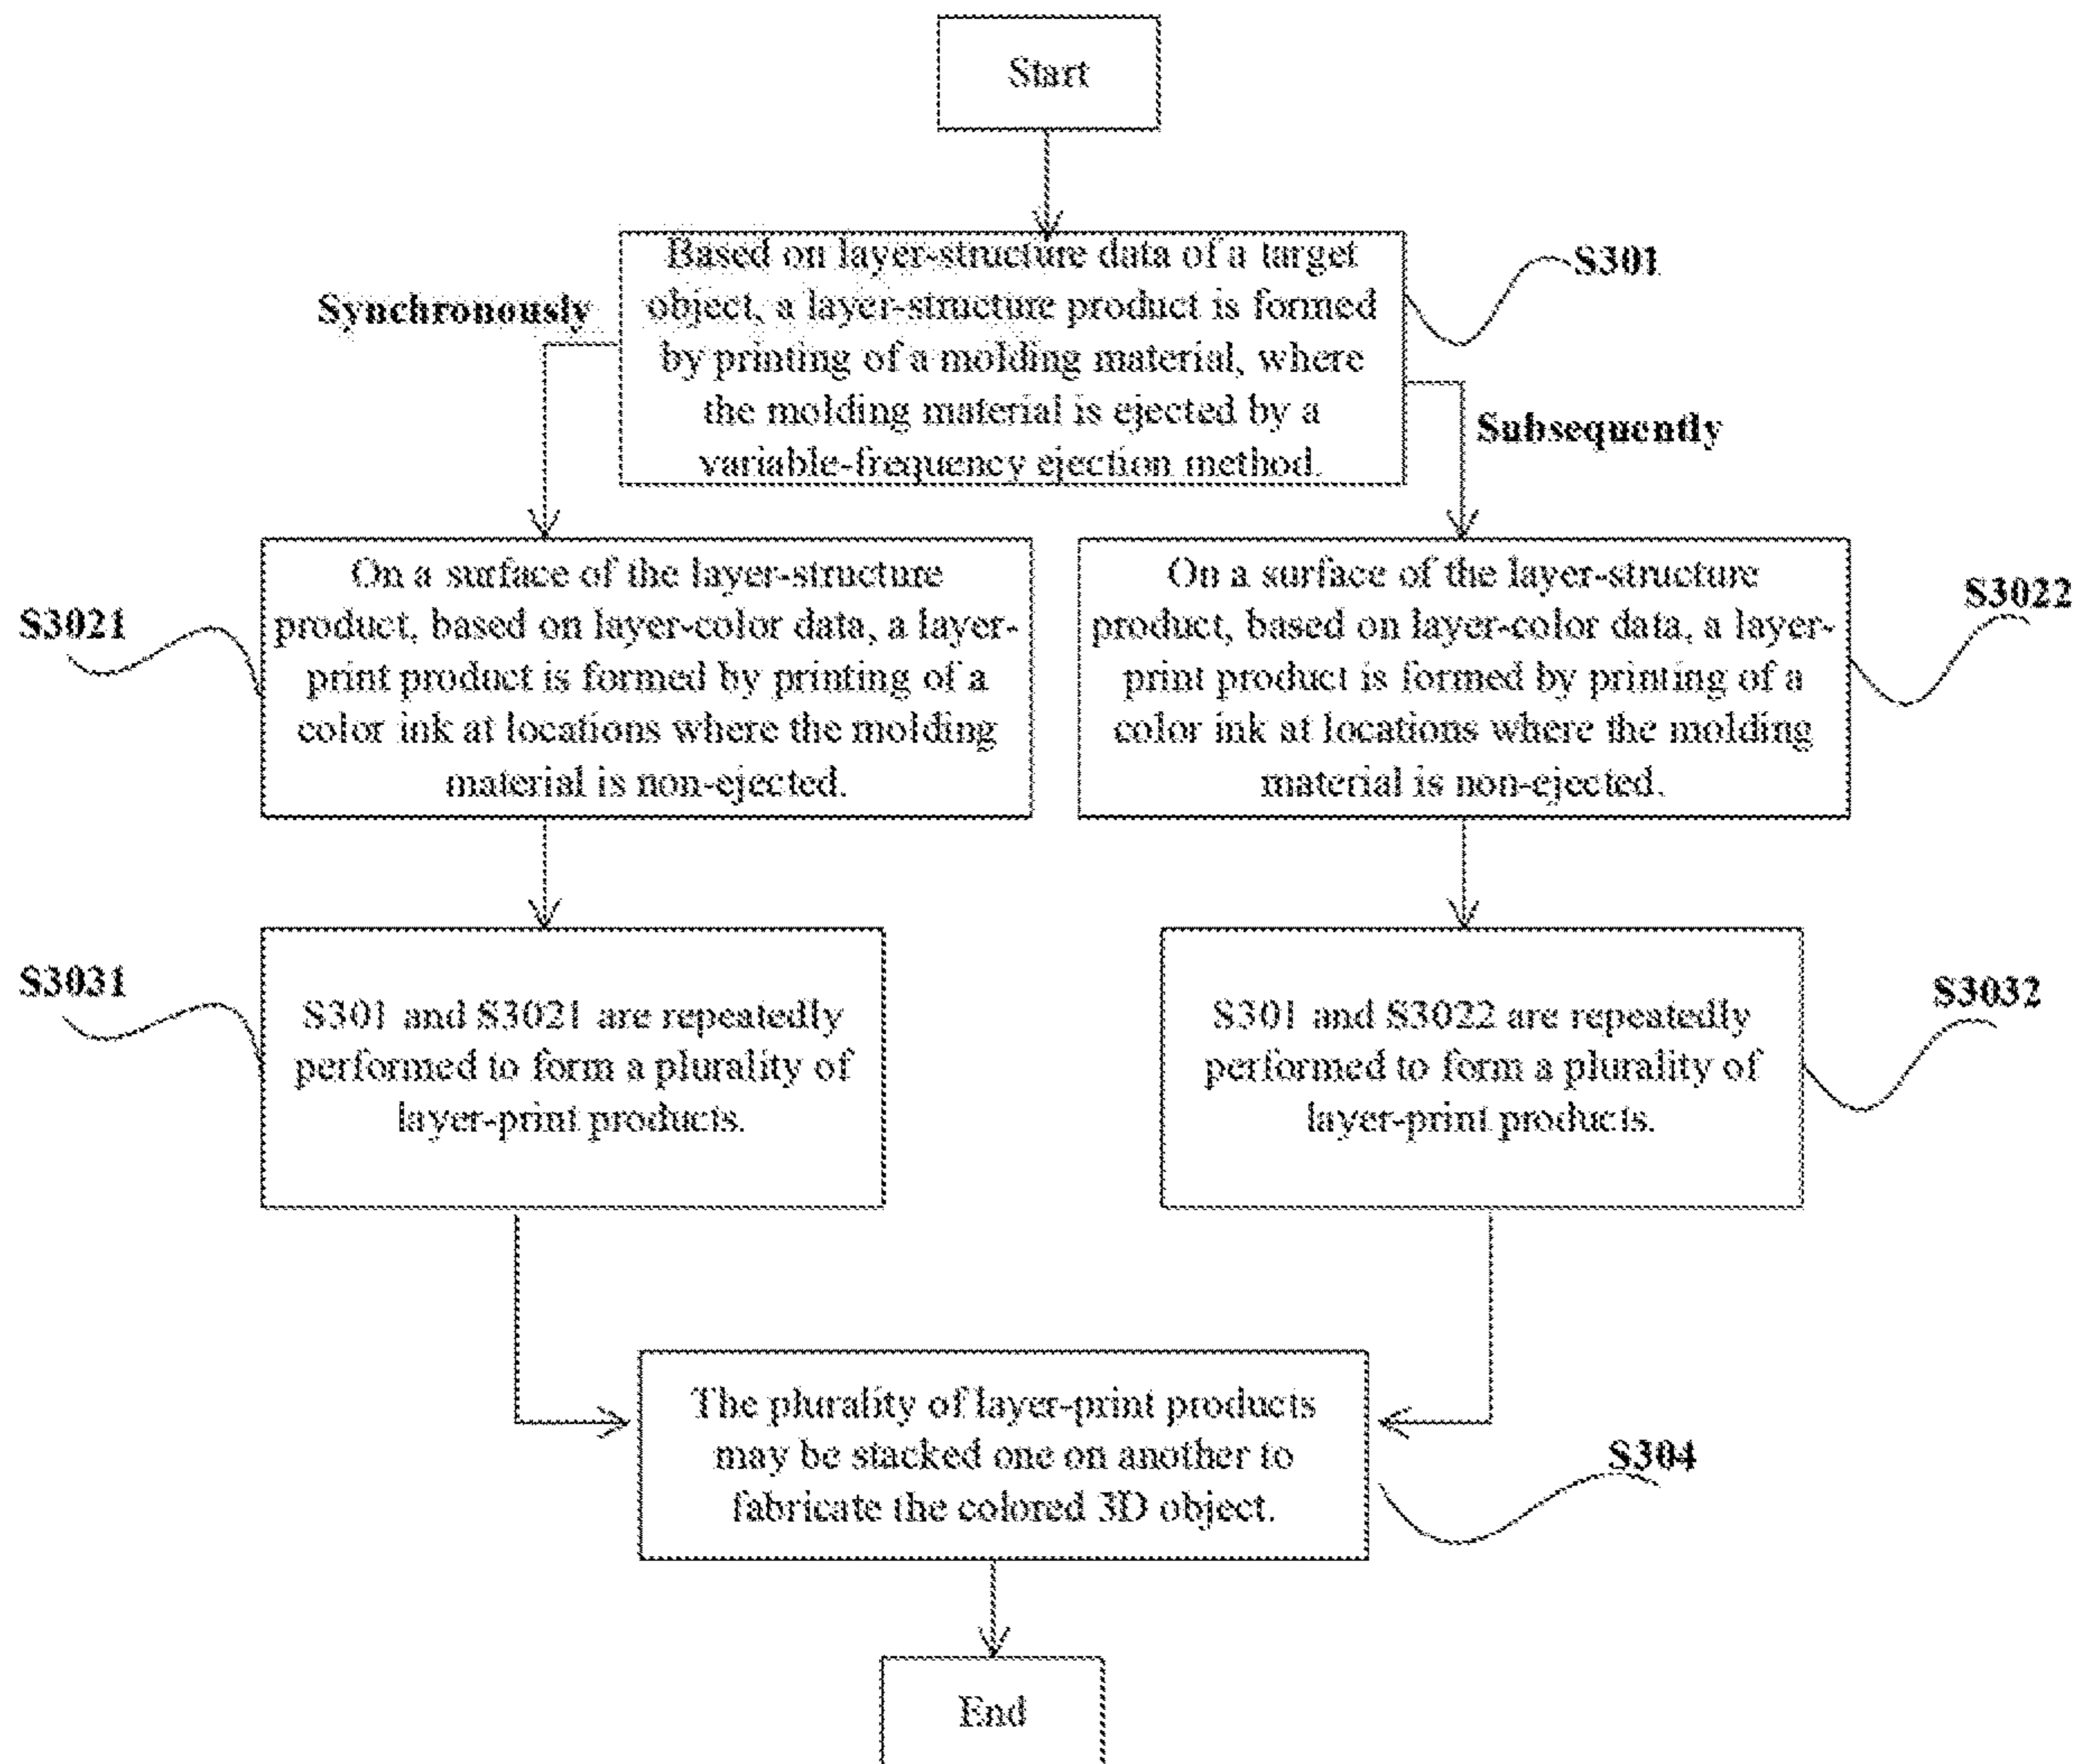 Start
Based on layer-structure data of a target
object, a layer-structure product is formed
by printing of a molding material, where
the molding material is ejected by a
variable-frequency ejection method.
S301
Synchronously
Subsequently
On a surface of the layer-structure
product, based on layer-color data, a layer-
print product is formed by printing of a
color ink at locations where the molding
material is non-ejected.
S3021
On a surface of the layer-structure
product, based on layer-color data, a layer-
print product is formed by printing of a
color ink at locations where the molding
material is non-ejected.
S3022
S301 and S3021 are repeatedly
performed to form a plurality of
layer-print products.
S3031
S301 and S3022 are repeatedly
performed to form a plurality of
layer-print products.
S3032
The plurality of layer-print products
may be stacked one on another to
fabricate the colored 3D object.
S304
End